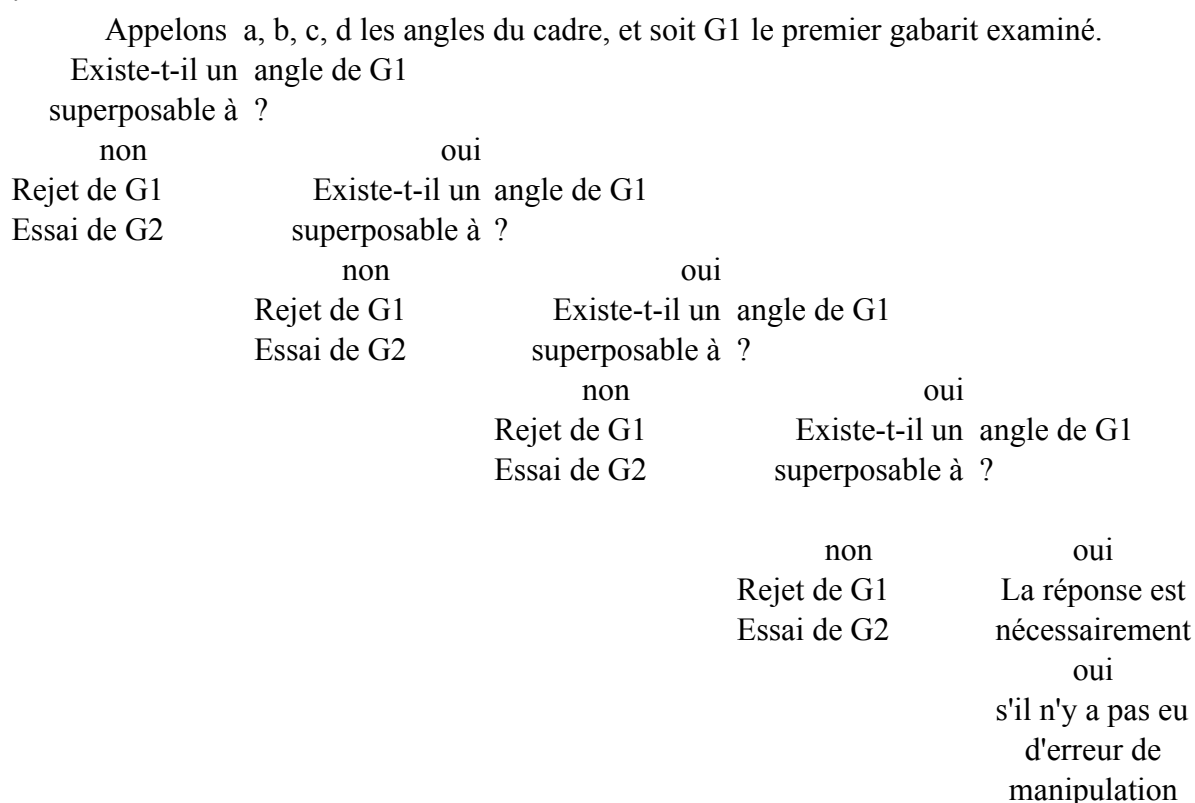 Appelons a, b, c, d les angles du cadre, et soit G1 le premier gabarit examiné.
Existe-t-il un angle de G1
superposable à ?
non oui
Rejet de G1 Existe-t-il un angle de G1
Essai de G2 superposable à ?
non oui
Rejet de G1 Existe-t-il un angle de G1
Essai de G2 superposable à ?
non oui
Rejet de G1 Existe-t-il un angle de G1
Essai de G2 superposable à ?
non oui
Rejet de G1 La réponse est
Essai de G2 nécessairement
oui
s'il n'y a pas eu
d'erreur de
manipulation